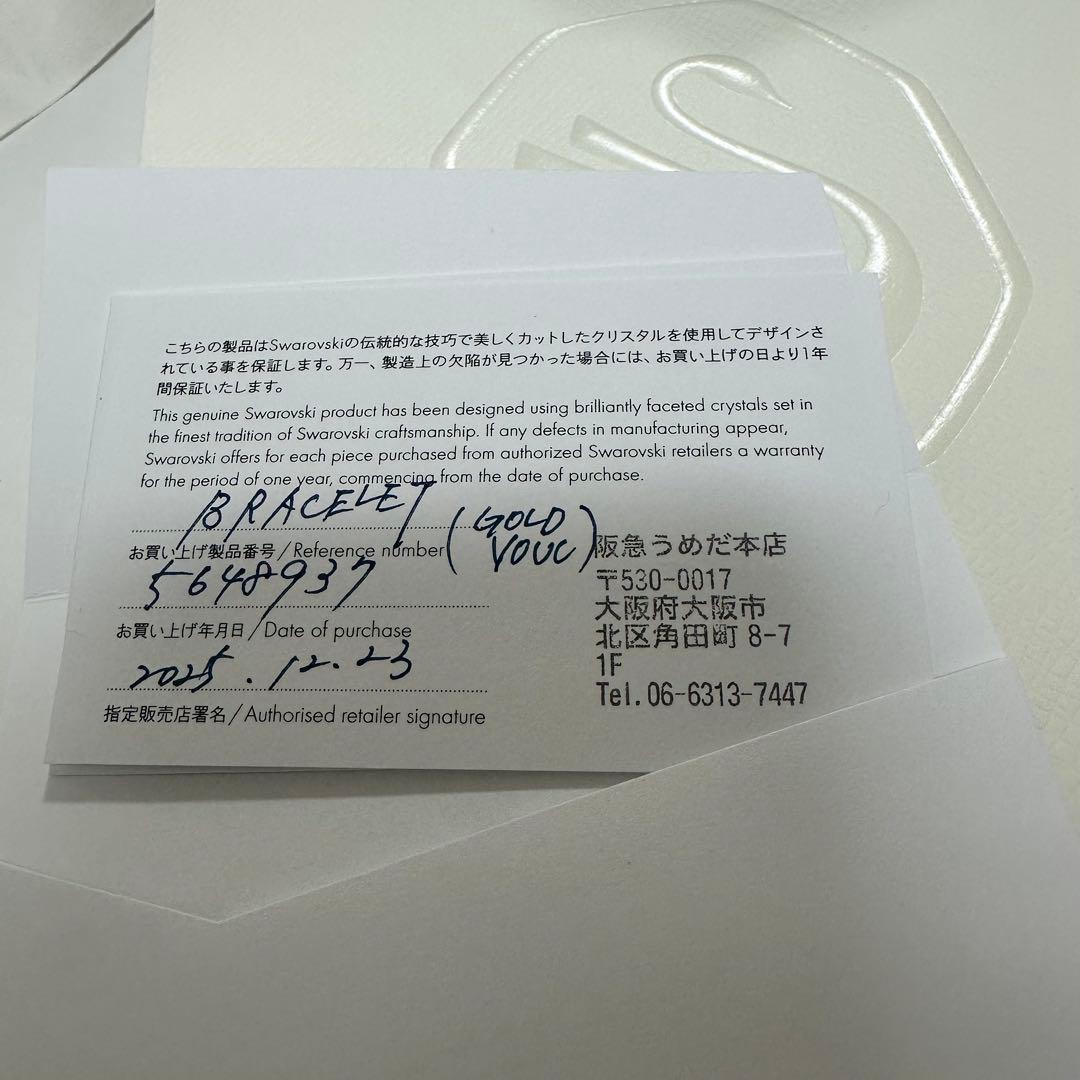 こちらの製品はSwarovskiの伝統的な技巧で美しくカットしたクリスタルを使用してデザインさ
れている事を保証します。万一、製造上の欠陥が見つかった場合には、お買い上げの日より1年
間保証いたします。
This genuine Swarovski product has been designed using brilliantly faceted crystals set in
the finest tradition of Swarovski craftsmanship. If any defects in manufacturing appear,
Swarovski offers for each piece purchased from authorized Swarovski retailers a warranty
for the period of one year, commencing from the date of purchase.
BRACELET
(GOLD
VOUC)
お買い上げ製品番号/Reference number
5648937
お買い上げ年月日/Date of purchase
2025.12.23
指定販売店署名/Authorised retailer signature
阪急うめだ本店
〒530-0017
大阪府大阪市
北区角田町 8-7
1F
Tel. 06-6313-7447